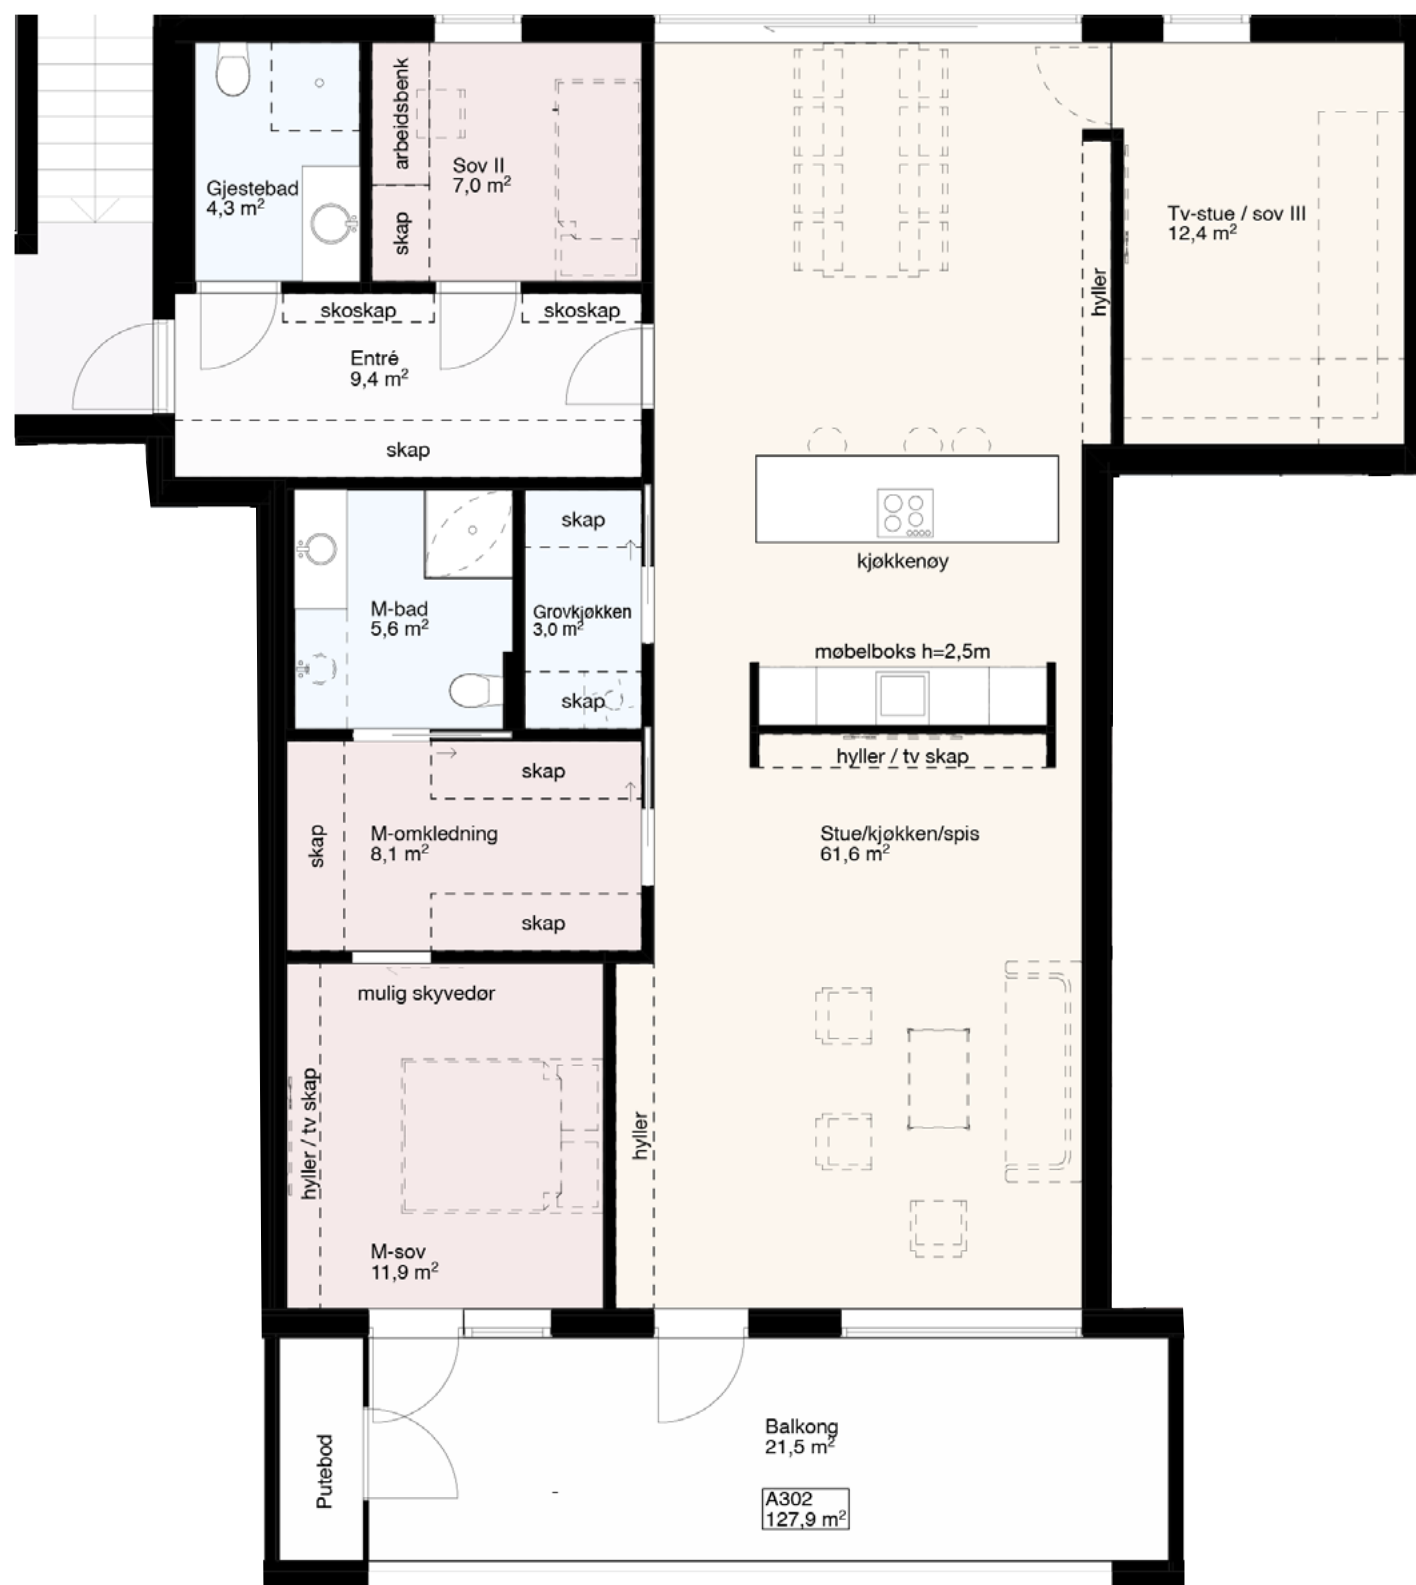 arbeidsbenk
Sov II
7,0 m²
Gjestebad
4,3 m²
skap
Tv-stue / sov III
12,4 m²
hyller
skoskap
skoskap
Entré
9,4 m²
skap
skap
kjøkkenøy
M-bad
5,6 m²
Grovkjøkken
3,0 m²
møbelboks h=2,5m
skap
hyller / tv skap
skap
M-omkledning
8,1 m²
skap
Stue/kjøkken/spis
61,6 m²
skap
mulig skyvedør
hyller / tv skap
hyller
M-sov
11,9 m²
Balkong
21,5 m²
Putebod
A302
127,9 m²